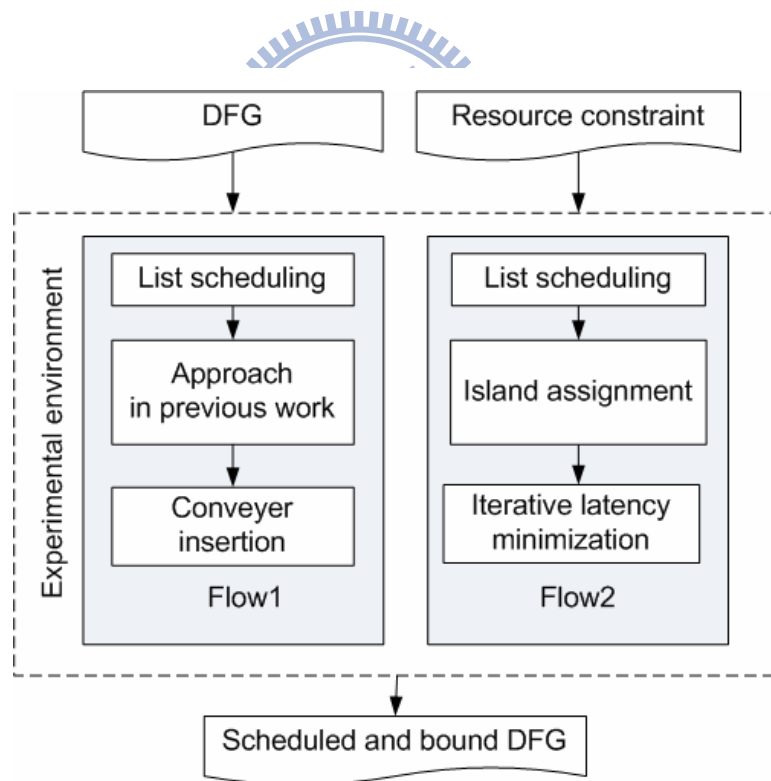 DFG
Resource constraint
Experimental environment
List scheduling
Approach
in previous work
Conveyer
insertion
Flow1
List scheduling
Island assignment
Iterative latency
minimization
Flow2
Scheduled and bound DFG